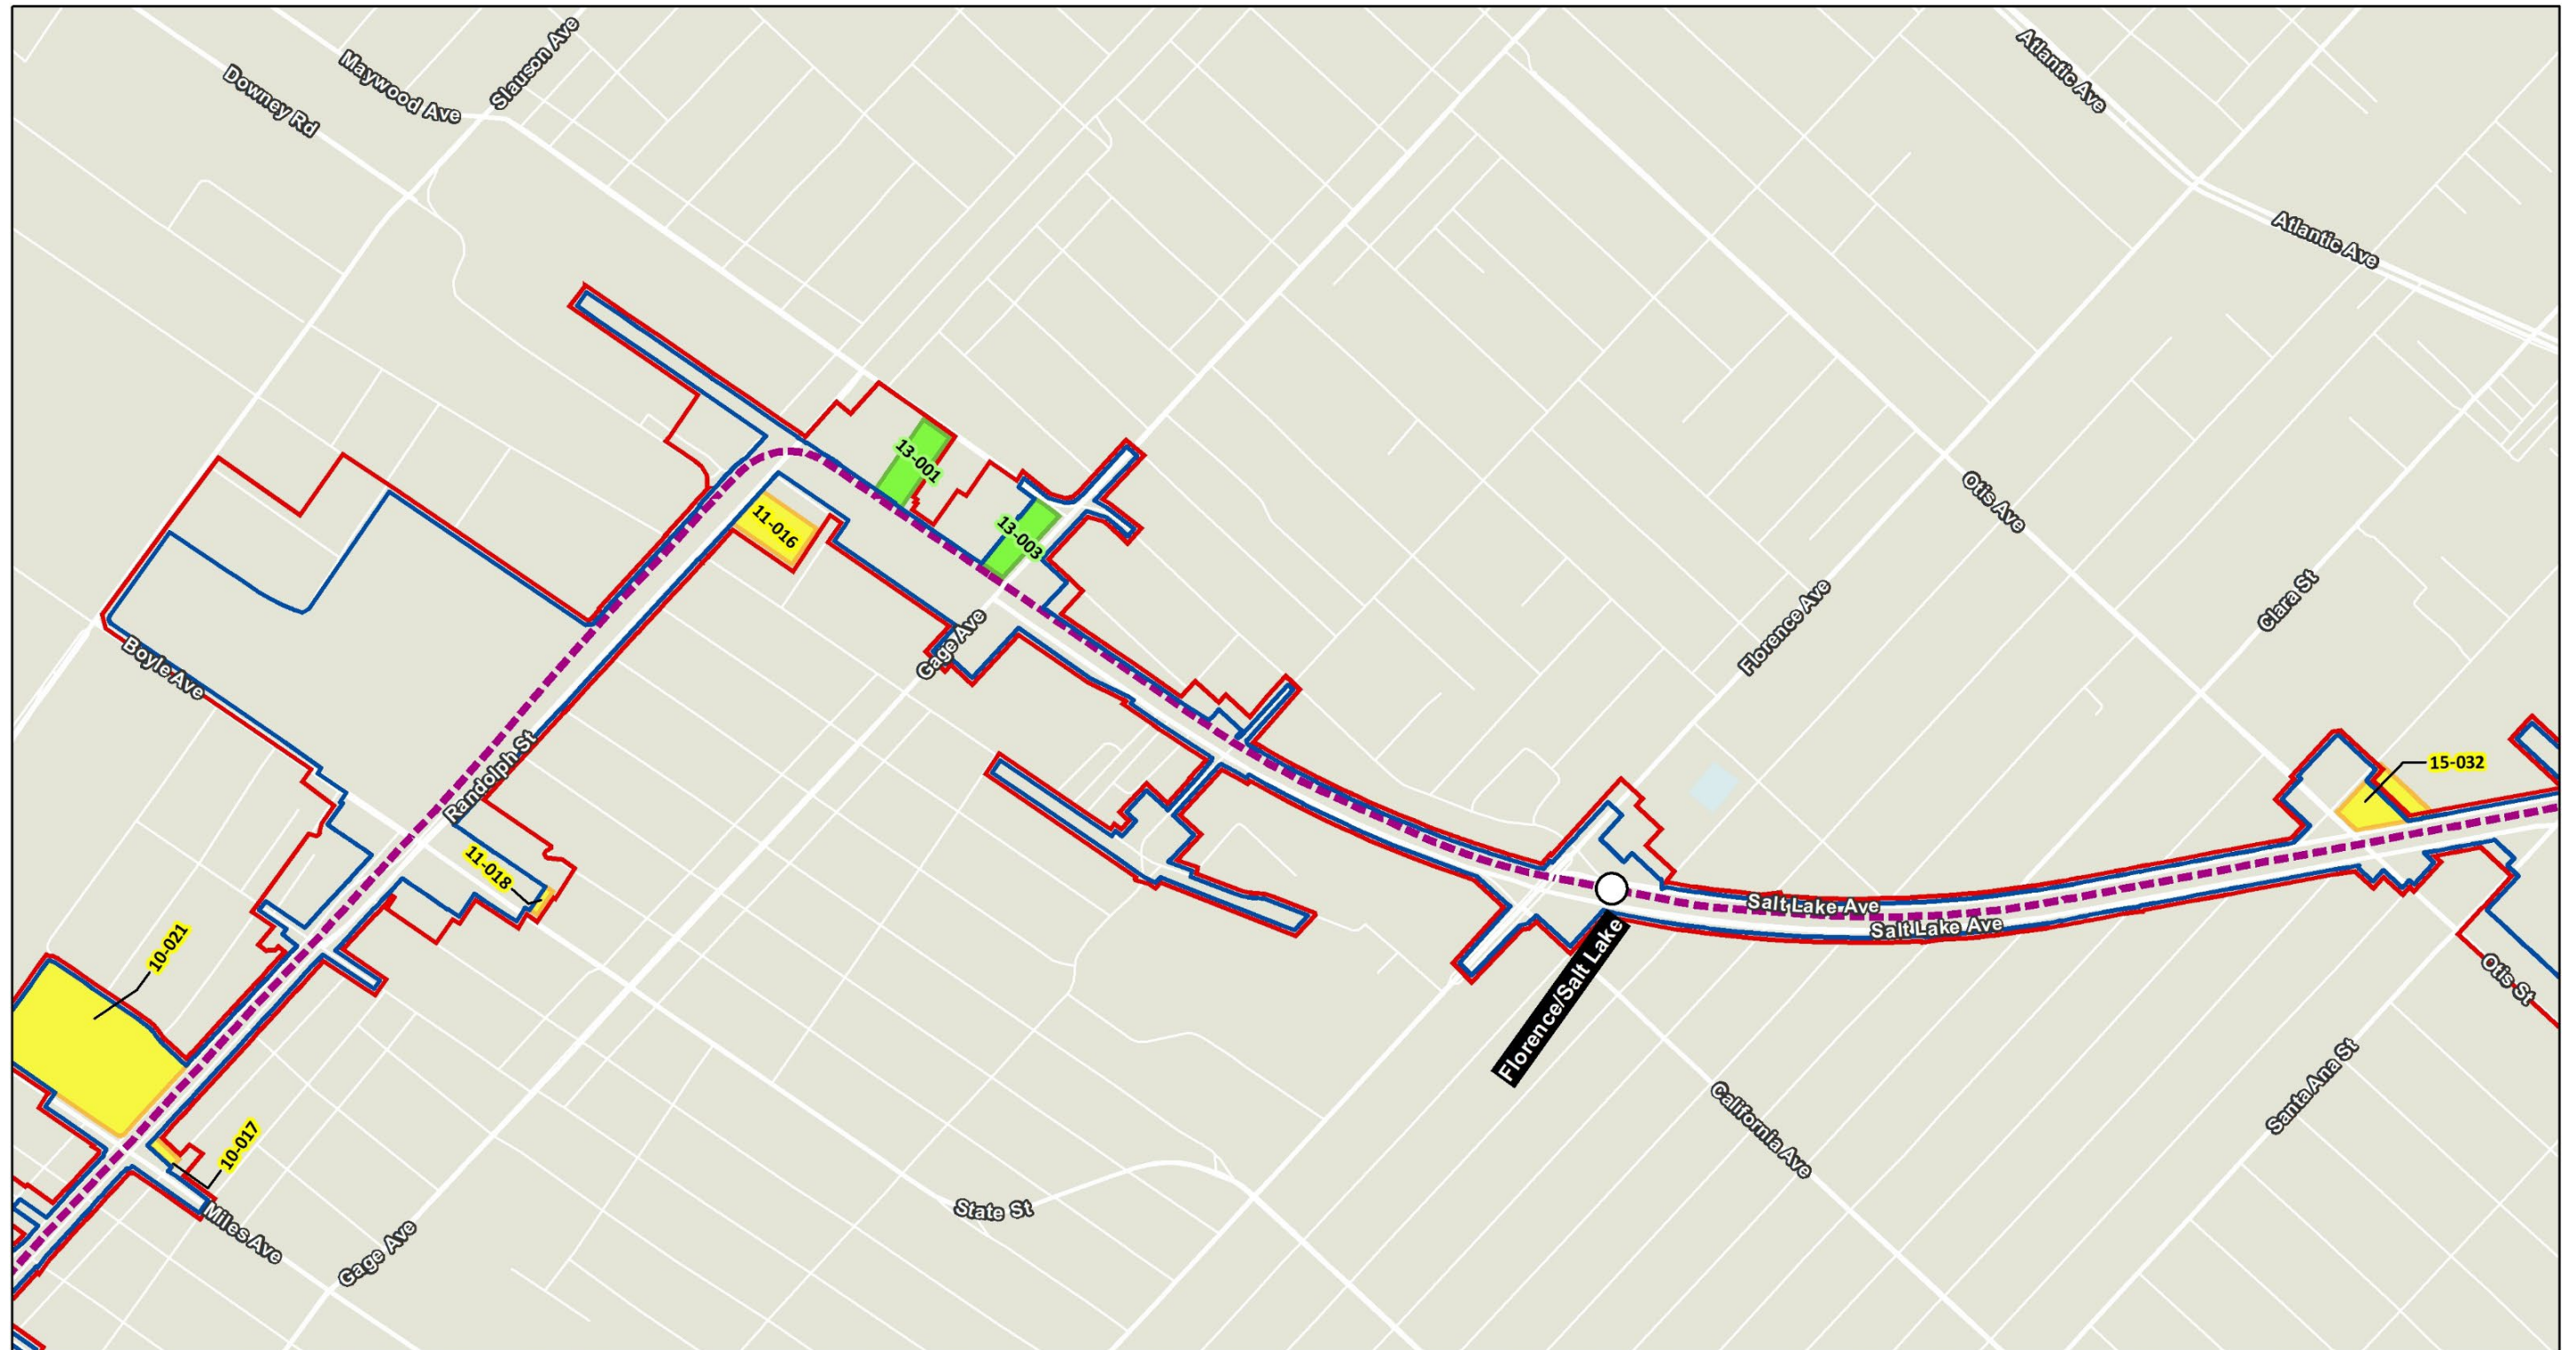 Slauson Ave
Maywood Ave
Downey Rd
Atlantic Ave
Atlantic Ave
13-001
11-016
13-003
Otis Ave
Clara St
Florence Ave
Gage Ave
Boyle Ave
Randolph St
15-032
11-018
Salt Lake Ave
Salt Lake Ave
10-021
Florence/Salt Lake
Otis St
Santa Ana St
California Ave
10-017
State St
Miles Ave
Gage Ave